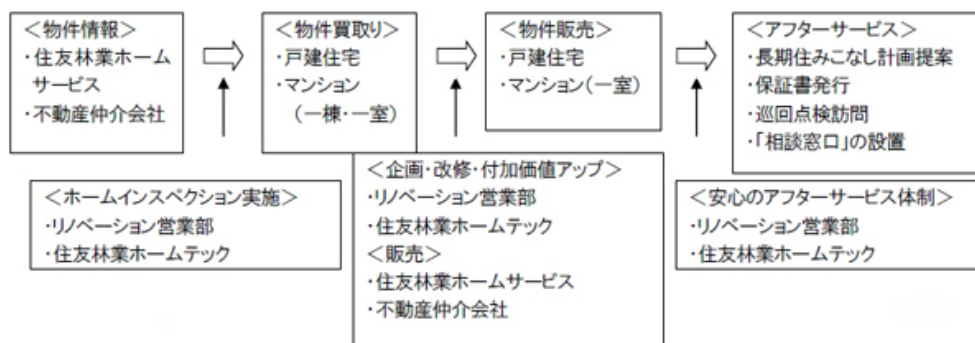 ＜物件情報＞
・住友林業ホーム
サービス
・不動産仲介会社
＜物件買取り＞
・戸建住宅
・マンション
（一棟・一室）
＜物件販売＞
・戸建住宅
・マンション（一室）
＜アフターサービス＞
・長期住みこなし計画提案
・保証書発行
・巡回点検訪問
・「相談窓口」の設置
＜ホームインスペクション実施＞
・リノベーション営業部
・住友林業ホームテック
＜企画・改修・付加価値アップ＞
・リノベーション営業部
・住友林業ホームテック
＜販売＞
・住友林業ホームサービス
・不動産仲介会社
＜安心のアフターサービス体制＞
・リノベーション営業部
・住友林業ホームテック